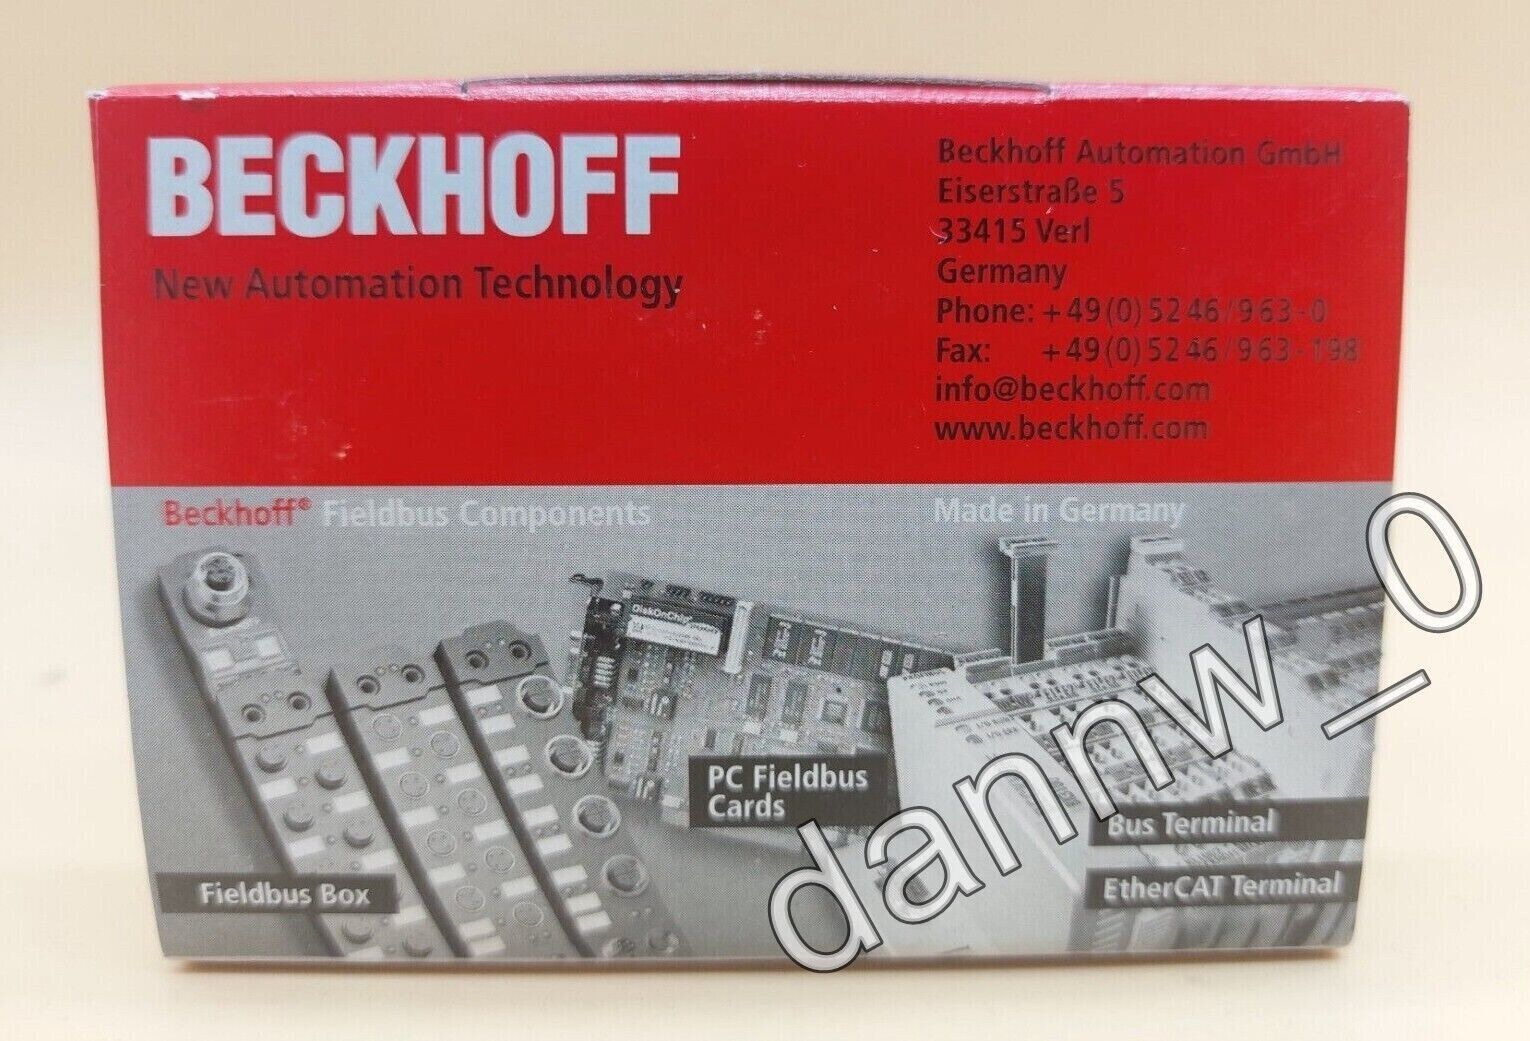 BECKHOFF
New Automation Technology
Beckhoff Automation GmbH
Eiserstraße 5
33415 Verl
Germany
Phone: +49(0)5246/963-0
Fax: +49(0)5246/963-198
info@beckhoff.com
www.beckhoff.com
Beckhoff® Fieldbus Components
Made in Germany
DiskOnChip
PC Fieldbus
Cards
Bus Terminal
Fieldbus Box
EtherCAT Terminal
dannw_0